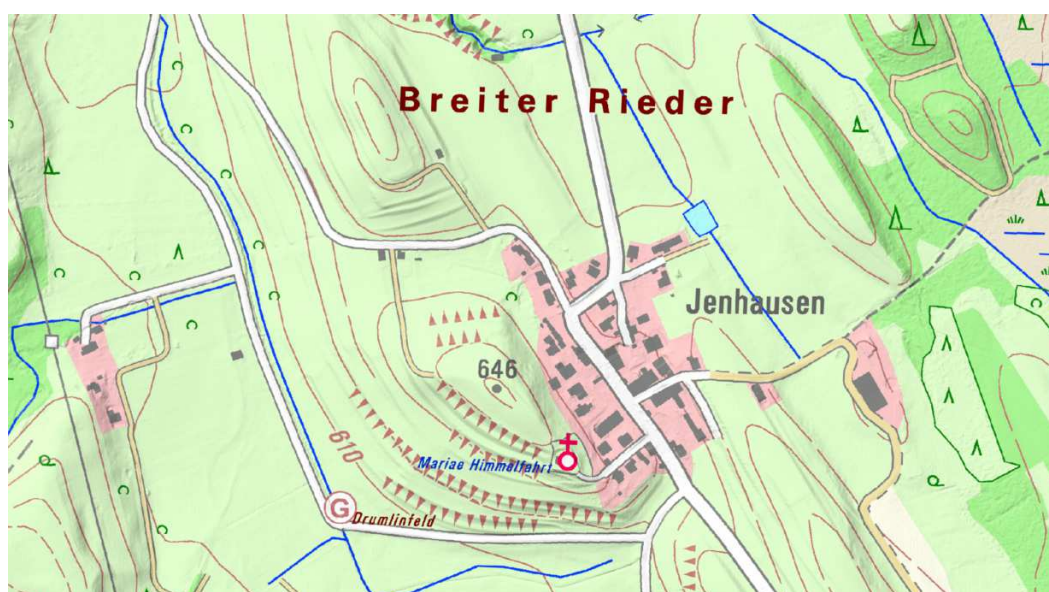 Breiter Rieder
Jenhausen
646
610
Mariae Himmelfahrt
G
Drumlinfeld